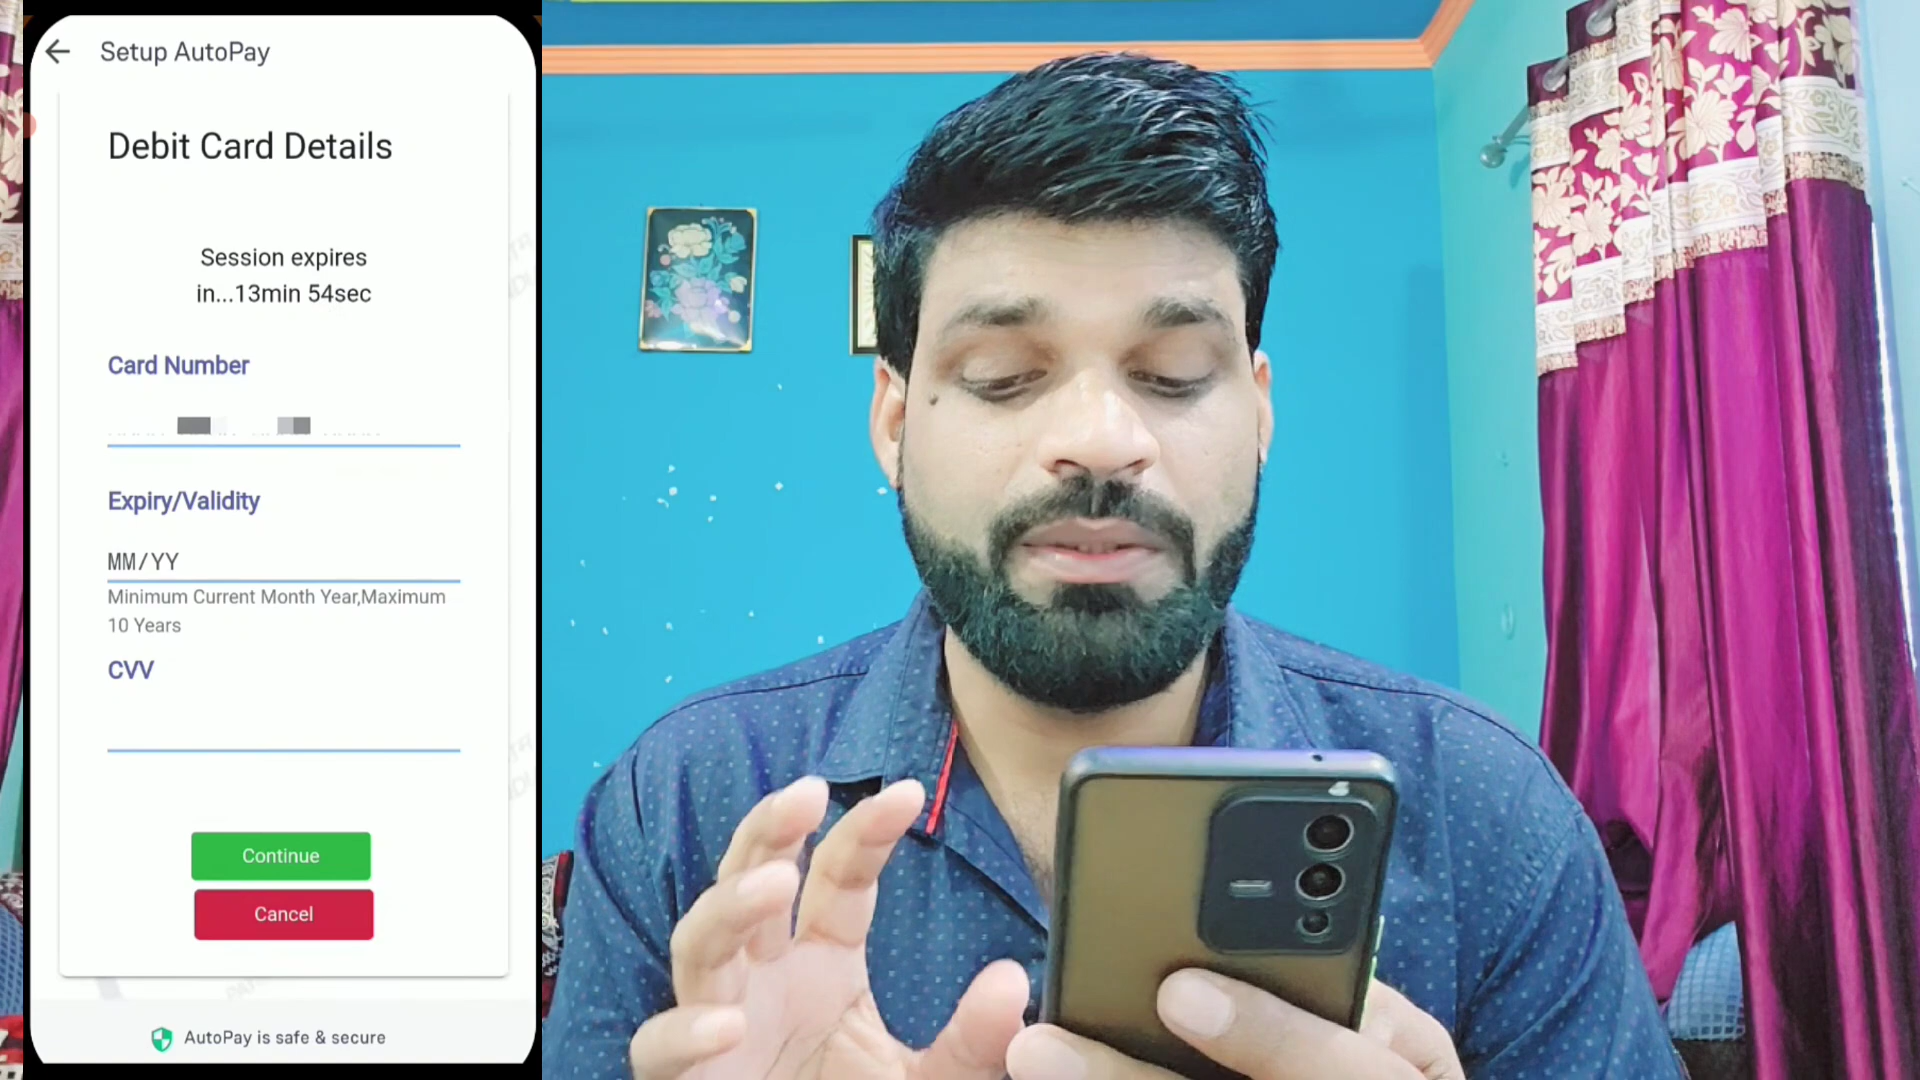 Setup AutoPay
Debit Card Details
Session expires
in...13min 54sec
Card Number
Expiry/Validity
MM/YY
Minimum Current Month Year,Maximum
10 Years
CVV
Continue
Cancel
AutoPay is safe & secure